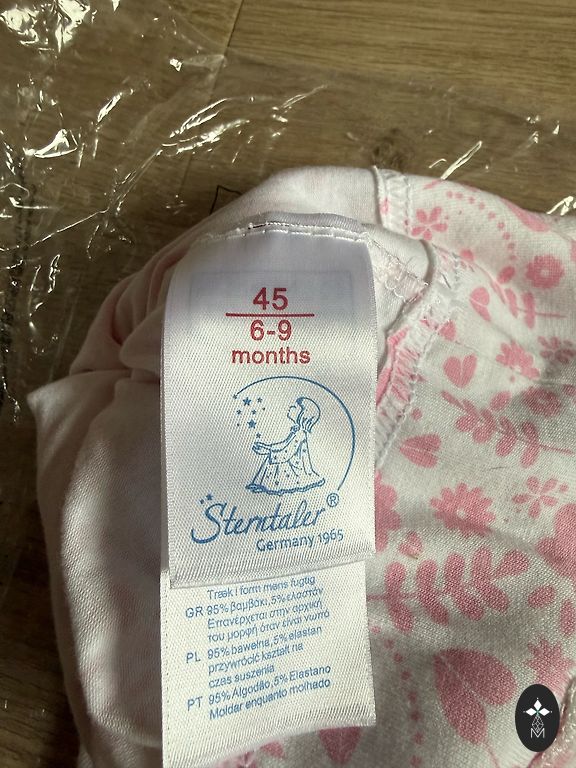 45
6-9
months
Sterntaler®
Germany 1965
Træk i form mens fugtig
GR 95% βαμβάκι, 5% ελαστάν
Επανέρχεται στην αρχική
του μορφή όταν είναι νωπό
PL 95% bawełna, 5% elastan
przywrócić kształt na
czas suszenia
PT 95% Algodão, 5% Elastano
Moldar enquanto molhado
M